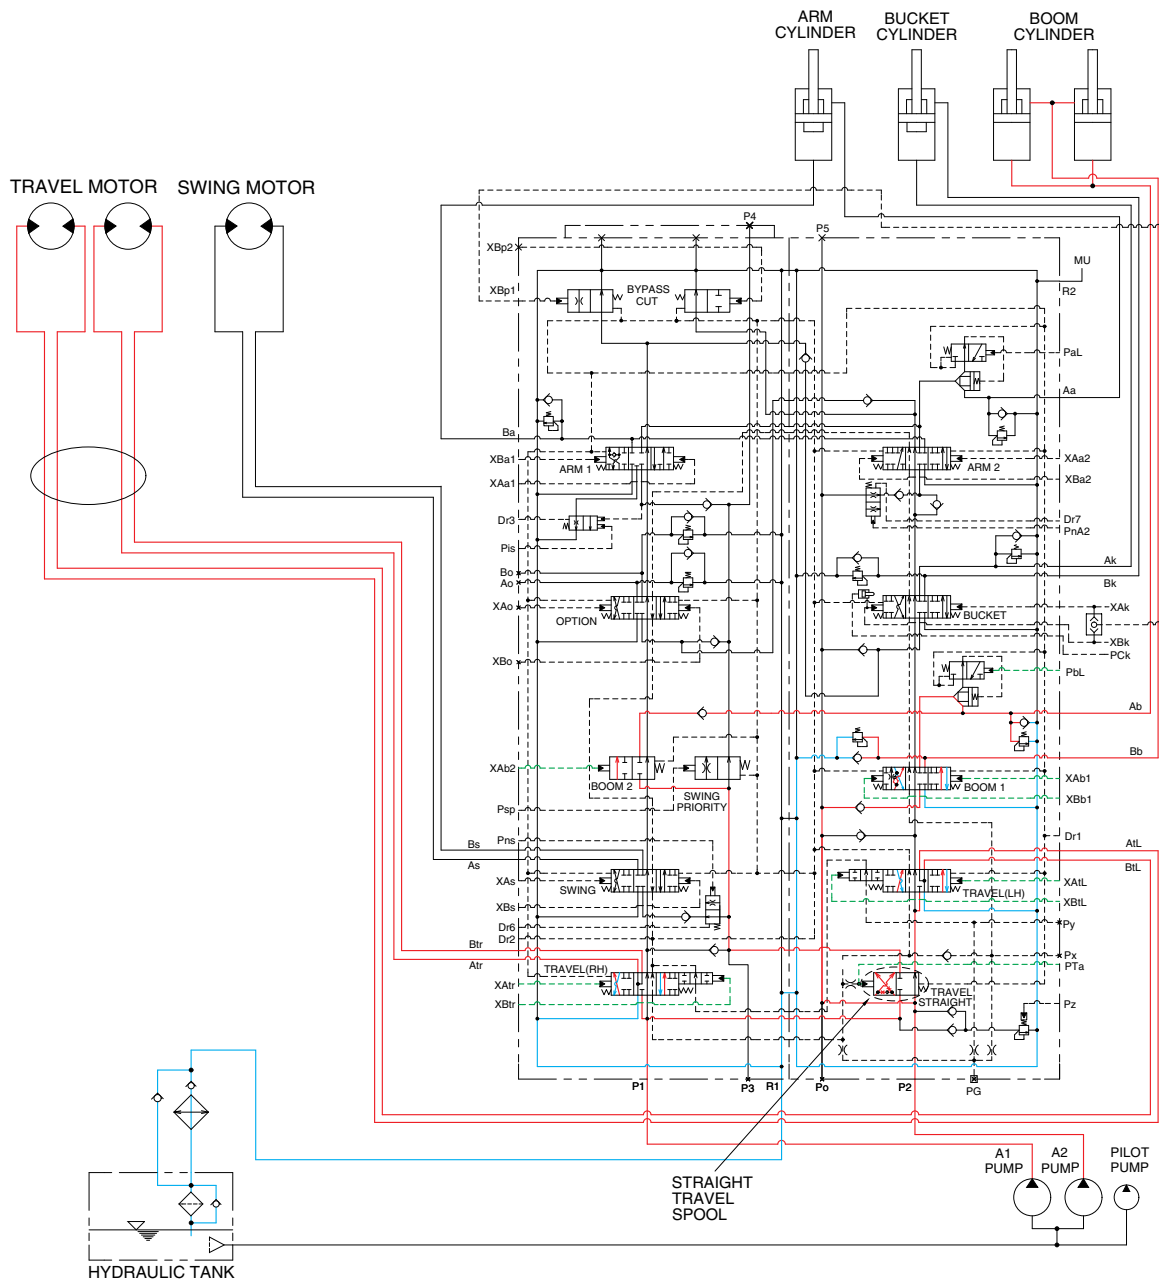 ARM
CYLINDER
BUCKET
CYLINDER
BOOM
CYLINDER
TRAVEL MOTOR
SWING MOTOR
P4
P5
XBp2
MU
XBp1
BYPASS
CUT
R2
PaL
Aa
Ba
XBa1
ARM 1
XAa1
ARM 2
XAa2
XBa2
Dr3
Dr7
PnA2
Pis
Ak
Bo
Ao
Bk
XAo
OPTION
BUCKET
XAk
XBk
PCk
XBo
PbL
Ab
Bb
XAb2
BOOM 2
SWING
PRIORITY
BOOM 1
XAb1
XBb1
Psp
Pns
Dr1
Bs
As
AtL
BtL
XAs
SWING
TRAVEL(LH)
XAtL
XBs
XBtL
Dr6
Dr2
Py
Btr
Atr
TRAVEL(RH)
Px
PTa
XAtr
XBtr
TRAVEL
STRAIGHT
Pz
P1
P3
R1
Po
P2
PG
STRAIGHT
TRAVEL
SPOOL
A1
PUMP
A2
PUMP
PILOT
PUMP
HYDRAULIC TANK